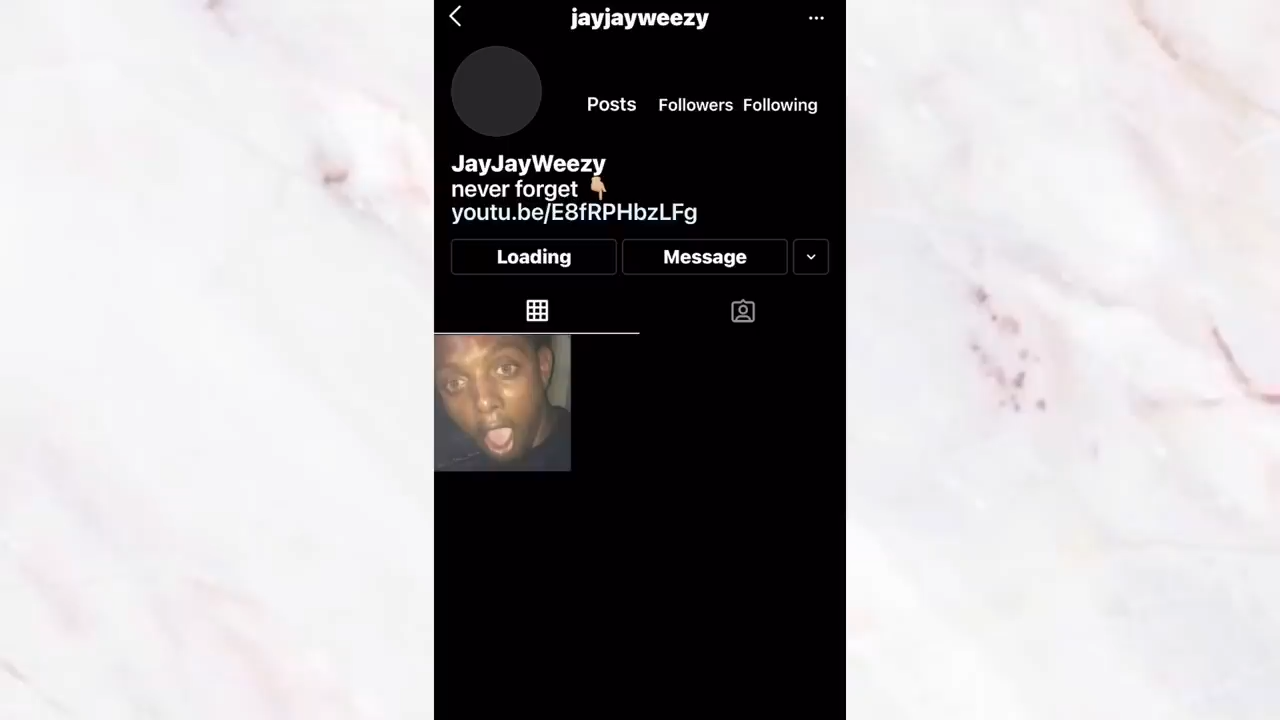 jayjayweezy
Posts Followers Following
JayJayWeezy
never forget 👇🏼
youtu.be/E8fRPHbzLFg
Loading Message